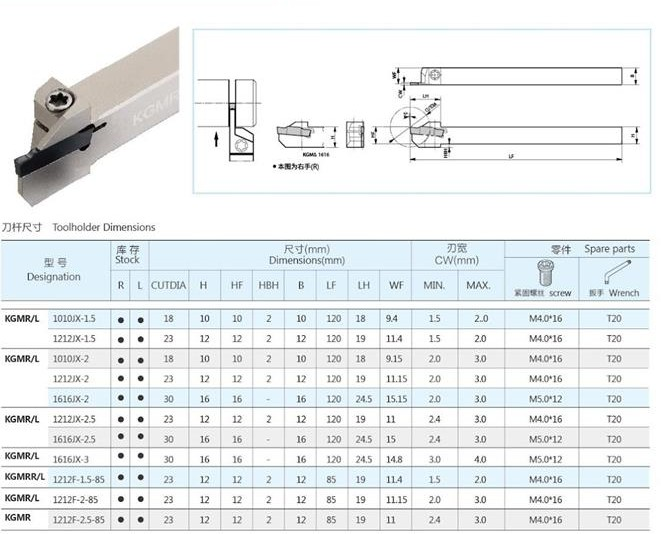 KGMR
WF
CW
LH
B
WF
DIA
H
HF
HBH
H
LF
KGMS 1616
● 本图为右手(R)
刀杆尺寸 Toolholder Dimensions
型 号 Designation 库 存 Stock 尺寸(mm) Dimensions(mm) 刃宽 CW(mm) 零件 Spare parts
R L CUTDIA H HF HBH B LF LH WF MIN. MAX. 紧固螺丝 screw 扳手 Wrench
KGMR/L 1010JX-1.5 ● ● 18 10 10 2 10 120 18 9.4 1.5 2.0 M4.0*16 T20
1212JX-1.5 ● ● 23 12 12 2 12 120 19 11.4 1.5 2.0 M4.0*16 T20
KGMR/L 1010JX-2 ● ● 18 10 10 2 10 120 18 9.15 2.0 3.0 M4.0*16 T20
1212JX-2 ● ● 23 12 12 2 12 120 19 11.15 2.0 3.0 M4.0*16 T20
1616JX-2 ● ● 30 16 16 - 16 120 24.5 15.15 2.0 3.0 M5.0*12 T20
KGMR/L 1212JX-2.5 ● ● 23 12 12 2 12 120 19 11 2.4 3.0 M4.0*16 T20
1616JX-2.5 ● ● 30 16 16 - 16 120 24.5 15 2.4 3.0 M5.0*12 T20
KGMR/L 1616JX-3 ● ● 30 16 16 - 16 120 24.5 14.8 3.0 4.0 M5.0*12 T20
KGMRR/L 1212F-1.5-85 ● ● 23 12 12 2 12 85 19 11.4 1.5 2.0 M4.0*16 T20
KGMR/L 1212F-2-85 ● ● 23 12 12 2 12 85 19 11.15 2.0 3.0 M4.0*16 T20
KGMR 1212F-2.5-85 ● ● 23 12 12 2 12 85 19 11 2.4 3.0 M4.0*16 T20